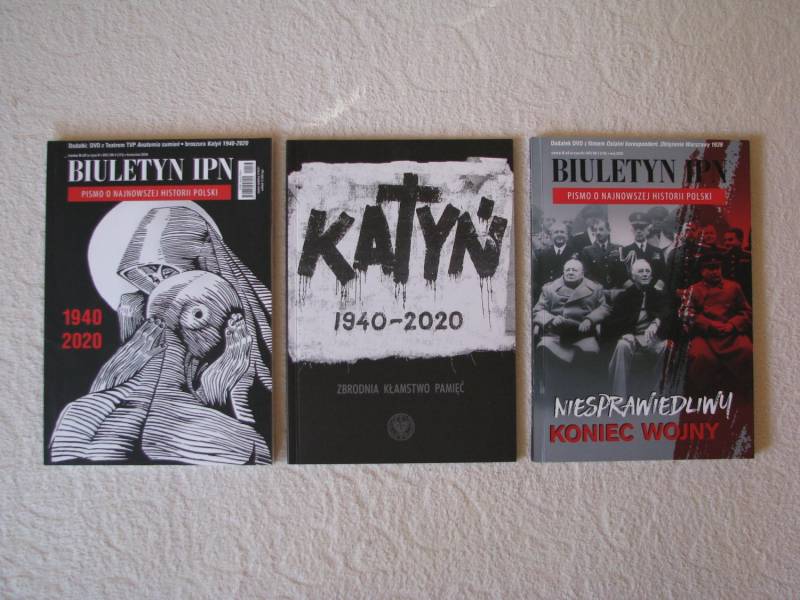 Dodatki: DVD z Teatrem TVP Anatomia sumień • broszura Katyń 1940-2020
BIULETYN IPN
PISMO O NAJNOWSZEJ HISTORII POLSKI
1940
2020
KATYŃ
1940-2020
ZBRODNIA KŁAMSTWO PAMIĘĆ
Dodatek DVD z filmem Ostatni korespondent. Zbliżenie Warszawy 1939
BIULETYN IPN
PISMO O NAJNOWSZEJ HISTORII POLSKI
NIESPRAWIEDLIWY
KONIEC WOJNY